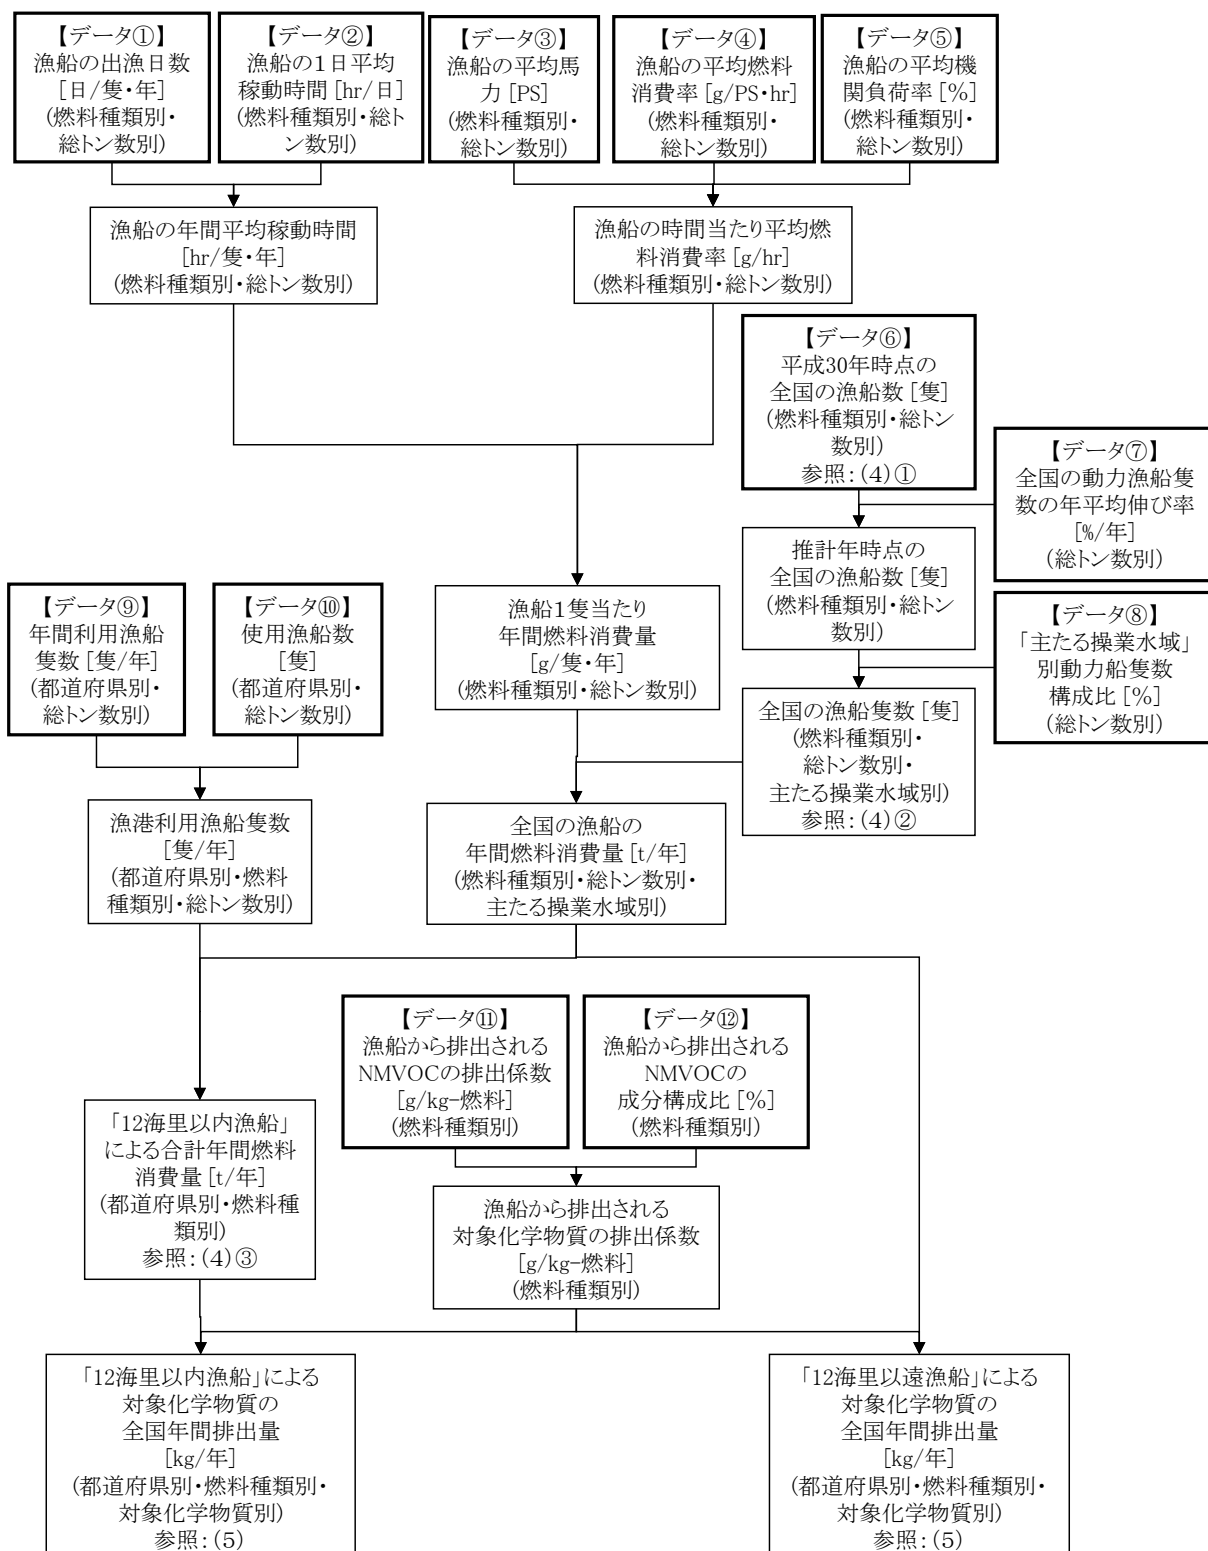 【データ①】
漁船の出漁日数
[日/隻・年]
(燃料種類別・
総トン数別)
【データ②】
漁船の1日平均
稼動時間[hr/日]
(燃料種類別・総ト
ン数別)
【データ③】
漁船の平均馬
力[PS]
(燃料種類別・
総トン数別)
【データ④】
漁船の平均燃料
消費率[g/PS・hr]
(燃料種類別・
総トン数別)
【データ⑤】
漁船の平均機
関負荷率[%]
(燃料種類別・
総トン数別)
漁船の年間平均稼動時間
[hr/隻・年]
(燃料種類別・総トン数別)
漁船の時間当たり平均燃
料消費率[g/hr]
(燃料種類別・総トン数別)
【データ⑥】
平成30年時点の
全国の漁船数[隻]
(燃料種類別・総トン
数別)
参照:(4)①
【データ⑦】
全国の動力漁船隻
数の年平均伸び率
[%/年]
(総トン数別)
推計年時点の
全国の漁船数[隻]
(燃料種類別・総トン
数別)
【データ⑧】
「主たる操業水域」
別動力船隻数
構成比[%]
(総トン数別)
【データ⑨】
年間利用漁船
隻数[隻/年]
(都道府県別・
総トン数別)
【データ⑩】
使用漁船数
[隻]
(都道府県別・
総トン数別)
漁船1隻当たり
年間燃料消費量
[g/隻・年]
(燃料種類別・総トン数別)
全国の漁船隻数[隻]
(燃料種類別・
総トン数別・
主たる操業水域別)
参照:(4)②
漁港利用漁船隻数
[隻/年]
(都道府県別・燃料
種類別・総トン数別)
全国の漁船の
年間燃料消費量[t/年]
(燃料種類別・総トン数別・
主たる操業水域別)
【データ⑪】
漁船から排出される
NMVOCの排出係数
[g/kg-燃料]
(燃料種類別)
【データ⑫】
漁船から排出される
NMVOCの
成分構成比[%]
(燃料種類別)
「12海里以内漁船」
による合計年間燃料
消費量[t/年]
(都道府県別・燃料種
類別)
参照:(4)③
漁船から排出される
対象化学物質の排出係数
[g/kg-燃料]
(燃料種類別)
「12海里以内漁船」による
対象化学物質の
全国年間排出量
[kg/年]
(都道府県別・燃料種類別・
対象化学物質別)
参照:(5)
「12海里以遠漁船」による
対象化学物質の
全国年間排出量
[kg/年]
(都道府県別・燃料種類別・
対象化学物質別)
参照:(5)